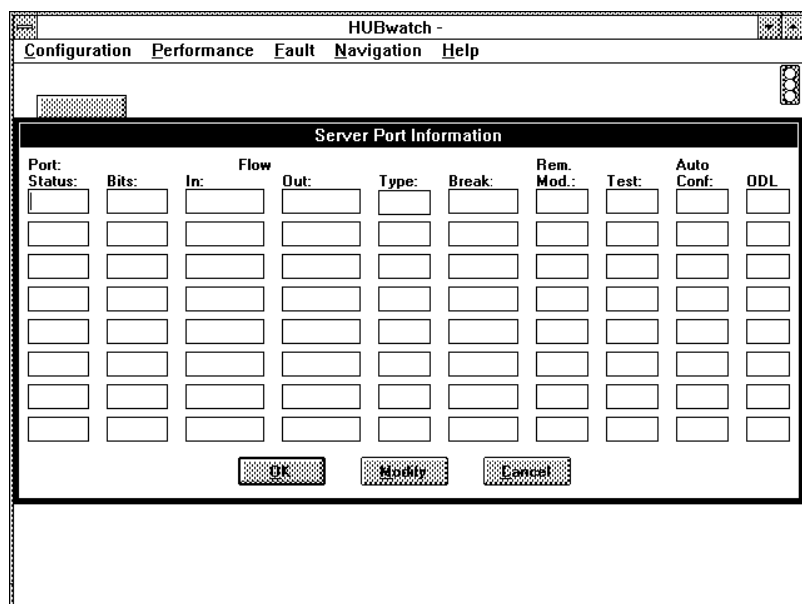 HUBwatch -
Configuration Performance Fault Navigation Help
Server Port Information
Port: Flow Rem. Auto
Status: Bits: In: Out: Type: Break: Mod.: Test: Conf: ODL
OK Modify Cancel